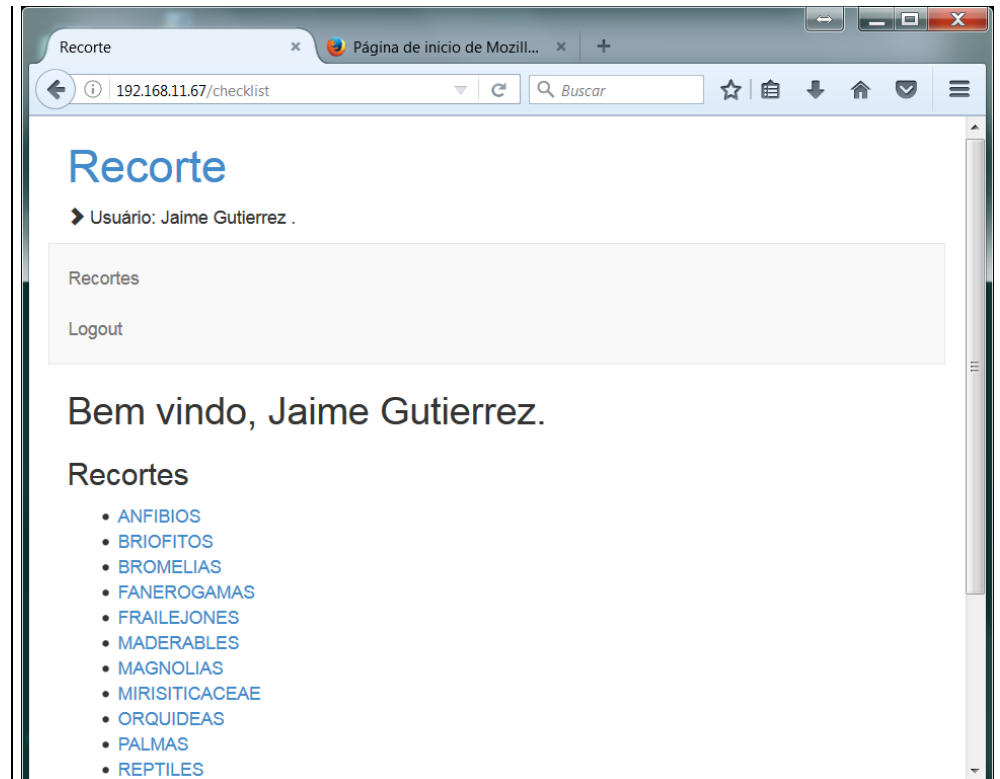 Recorte
Página de inicio de Mozill...
192.168.11.67/checklist
Buscar
Recorte
Usuário: Jaime Gutierrez .
Recortes
Logout
Bem vindo, Jaime Gutierrez.
Recortes
ANFIBIOS
BRIOFITOS
BROMELIAS
FANEROGAMAS
FRAILEJONES
MADERABLES
MAGNOLIAS
MIRISITICACEAE
ORQUIDEAS
PALMAS
REPTILES